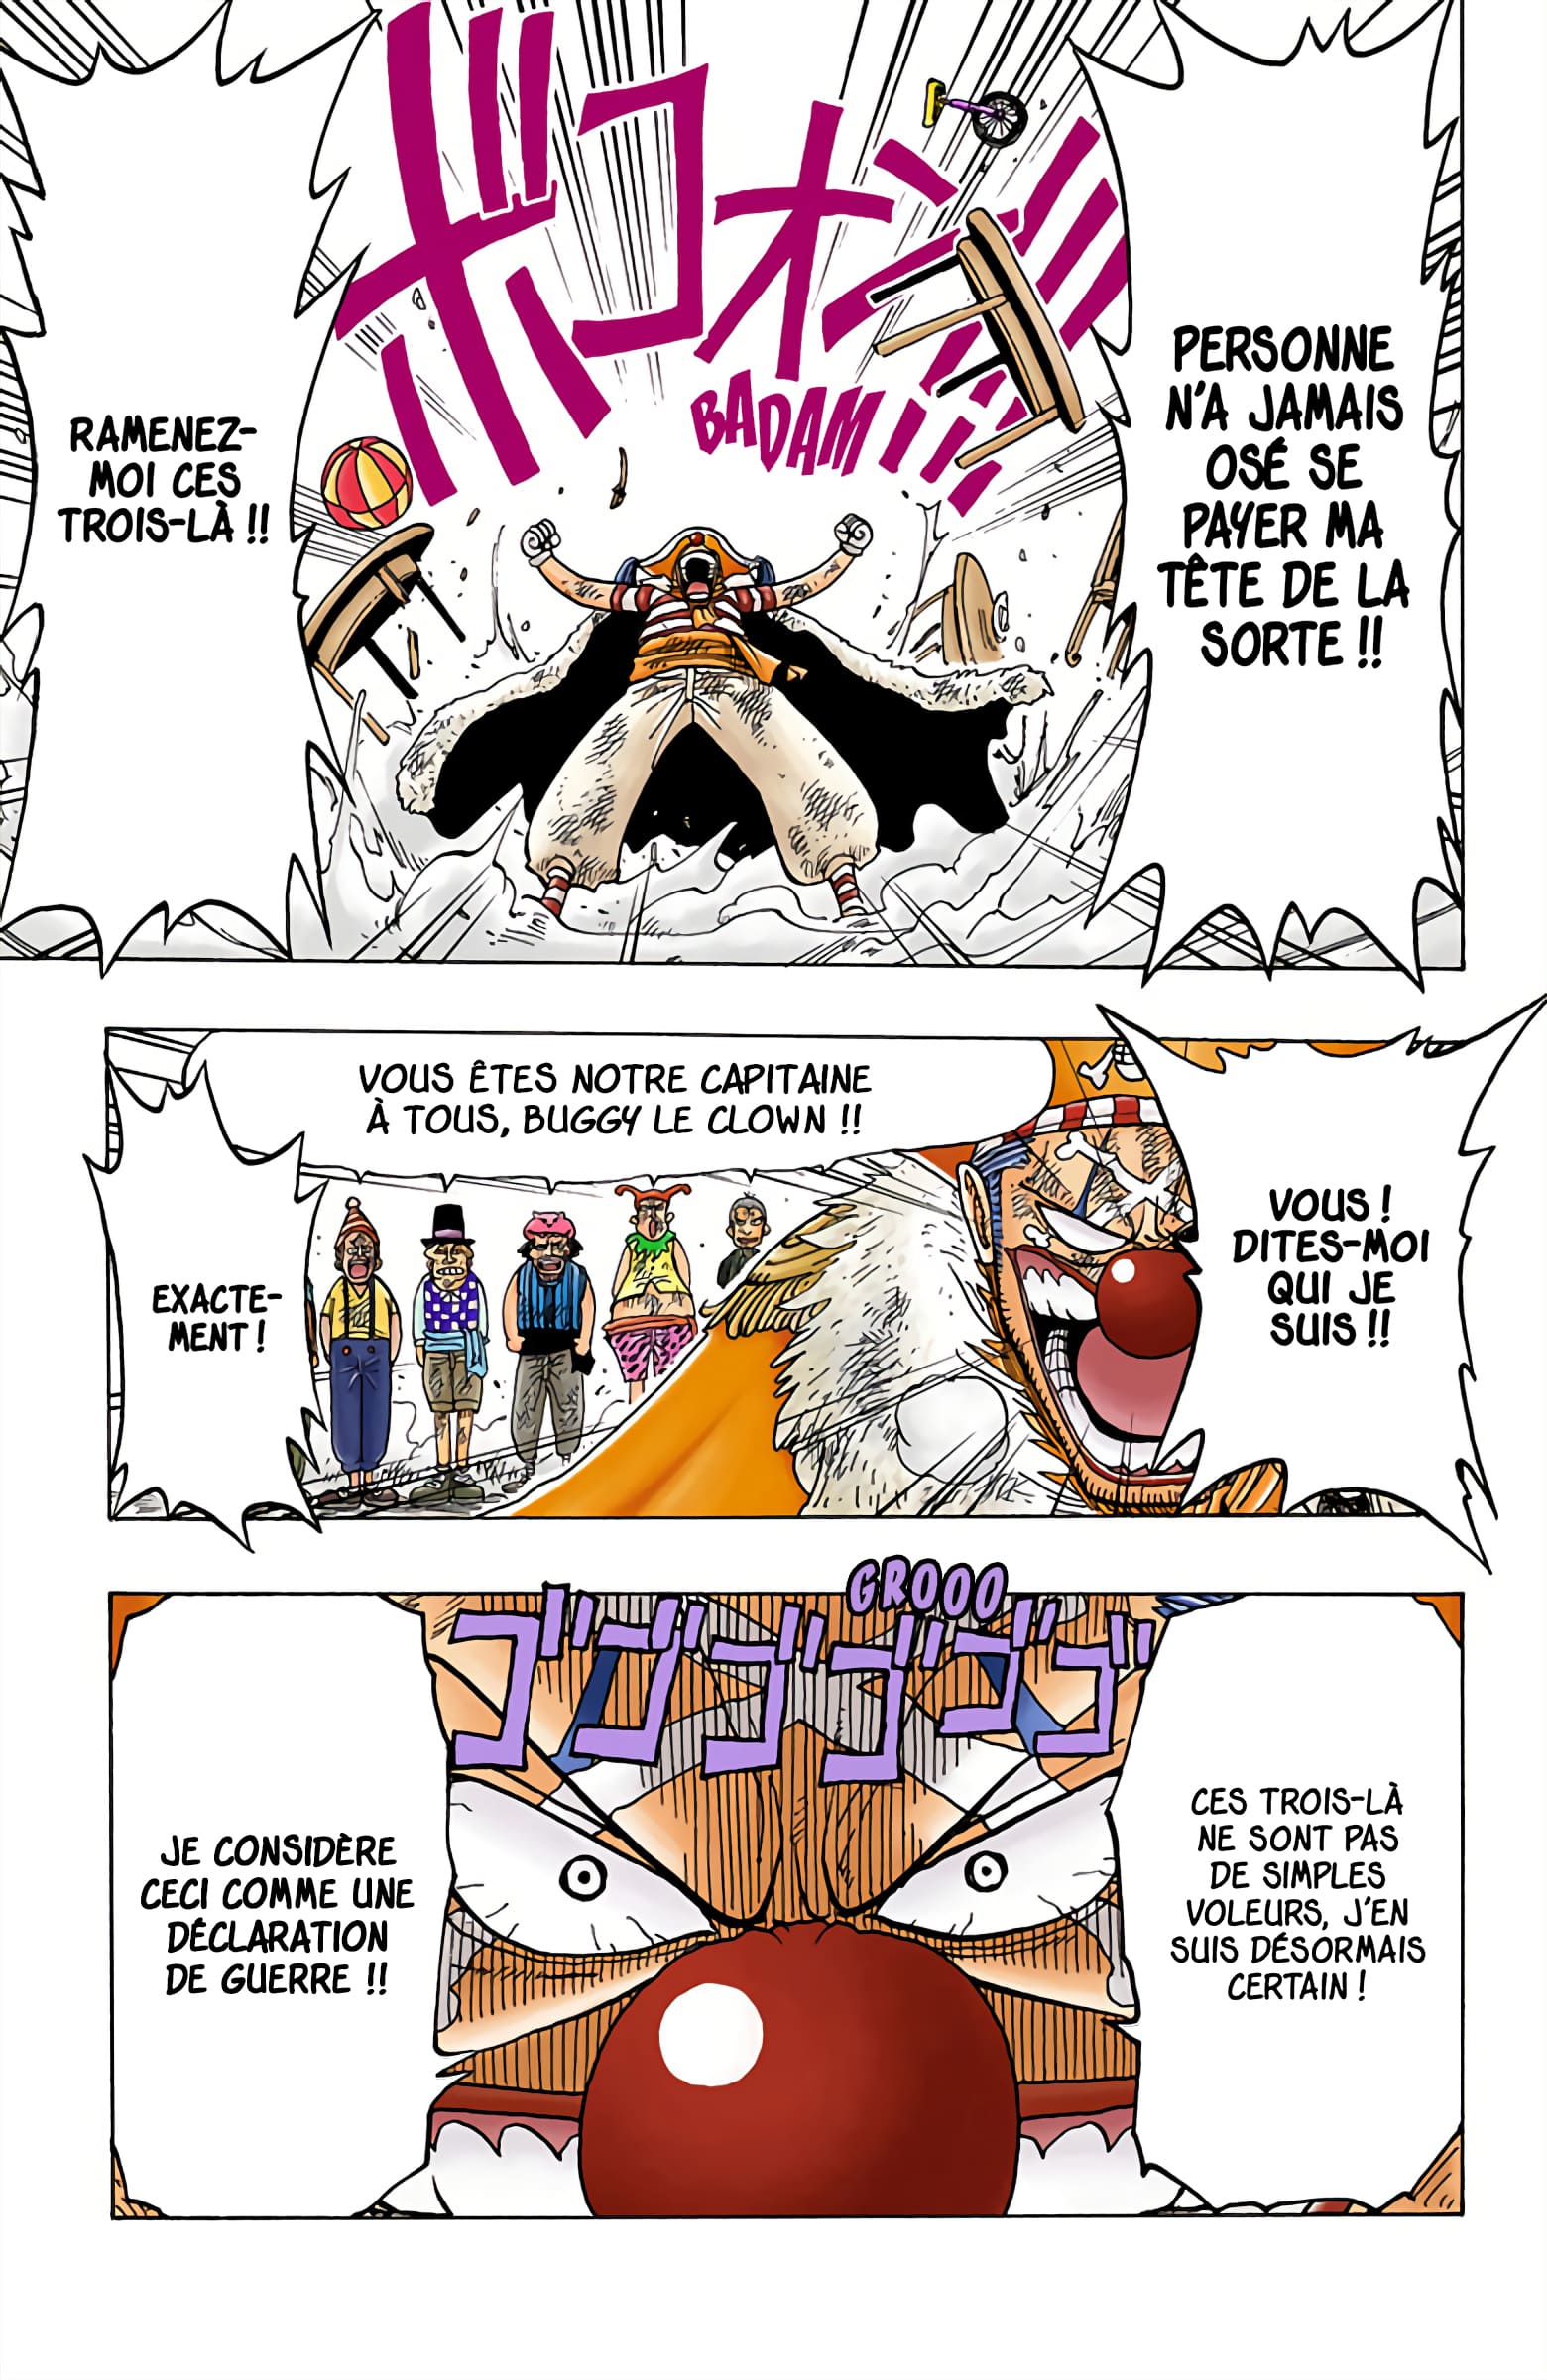 PERSONNE
N'A JAMAIS
OSÉ SE
PAYER MA
TÊTE DE LA
SORTE !!
ボゴオン!!!
BADAM
RAMENEZ-
MOI CES
TROIS-LÀ !!
VOUS !
DITES-MOI
QUI JE
SUIS !!
VOUS ÊTES NOTRE CAPITAINE
À TOUS, BUGGY LE CLOWN !!
EXACTE-
MENT !
GROOO
ゴゴゴゴゴゴ
CES TROIS-LÀ
NE SONT PAS
DE SIMPLES
VOLEURS, J'EN
SUIS DÉSORMAIS
CERTAIN !
JE CONSIDÈRE
CECI COMME UNE
DÉCLARATION
DE GUERRE !!